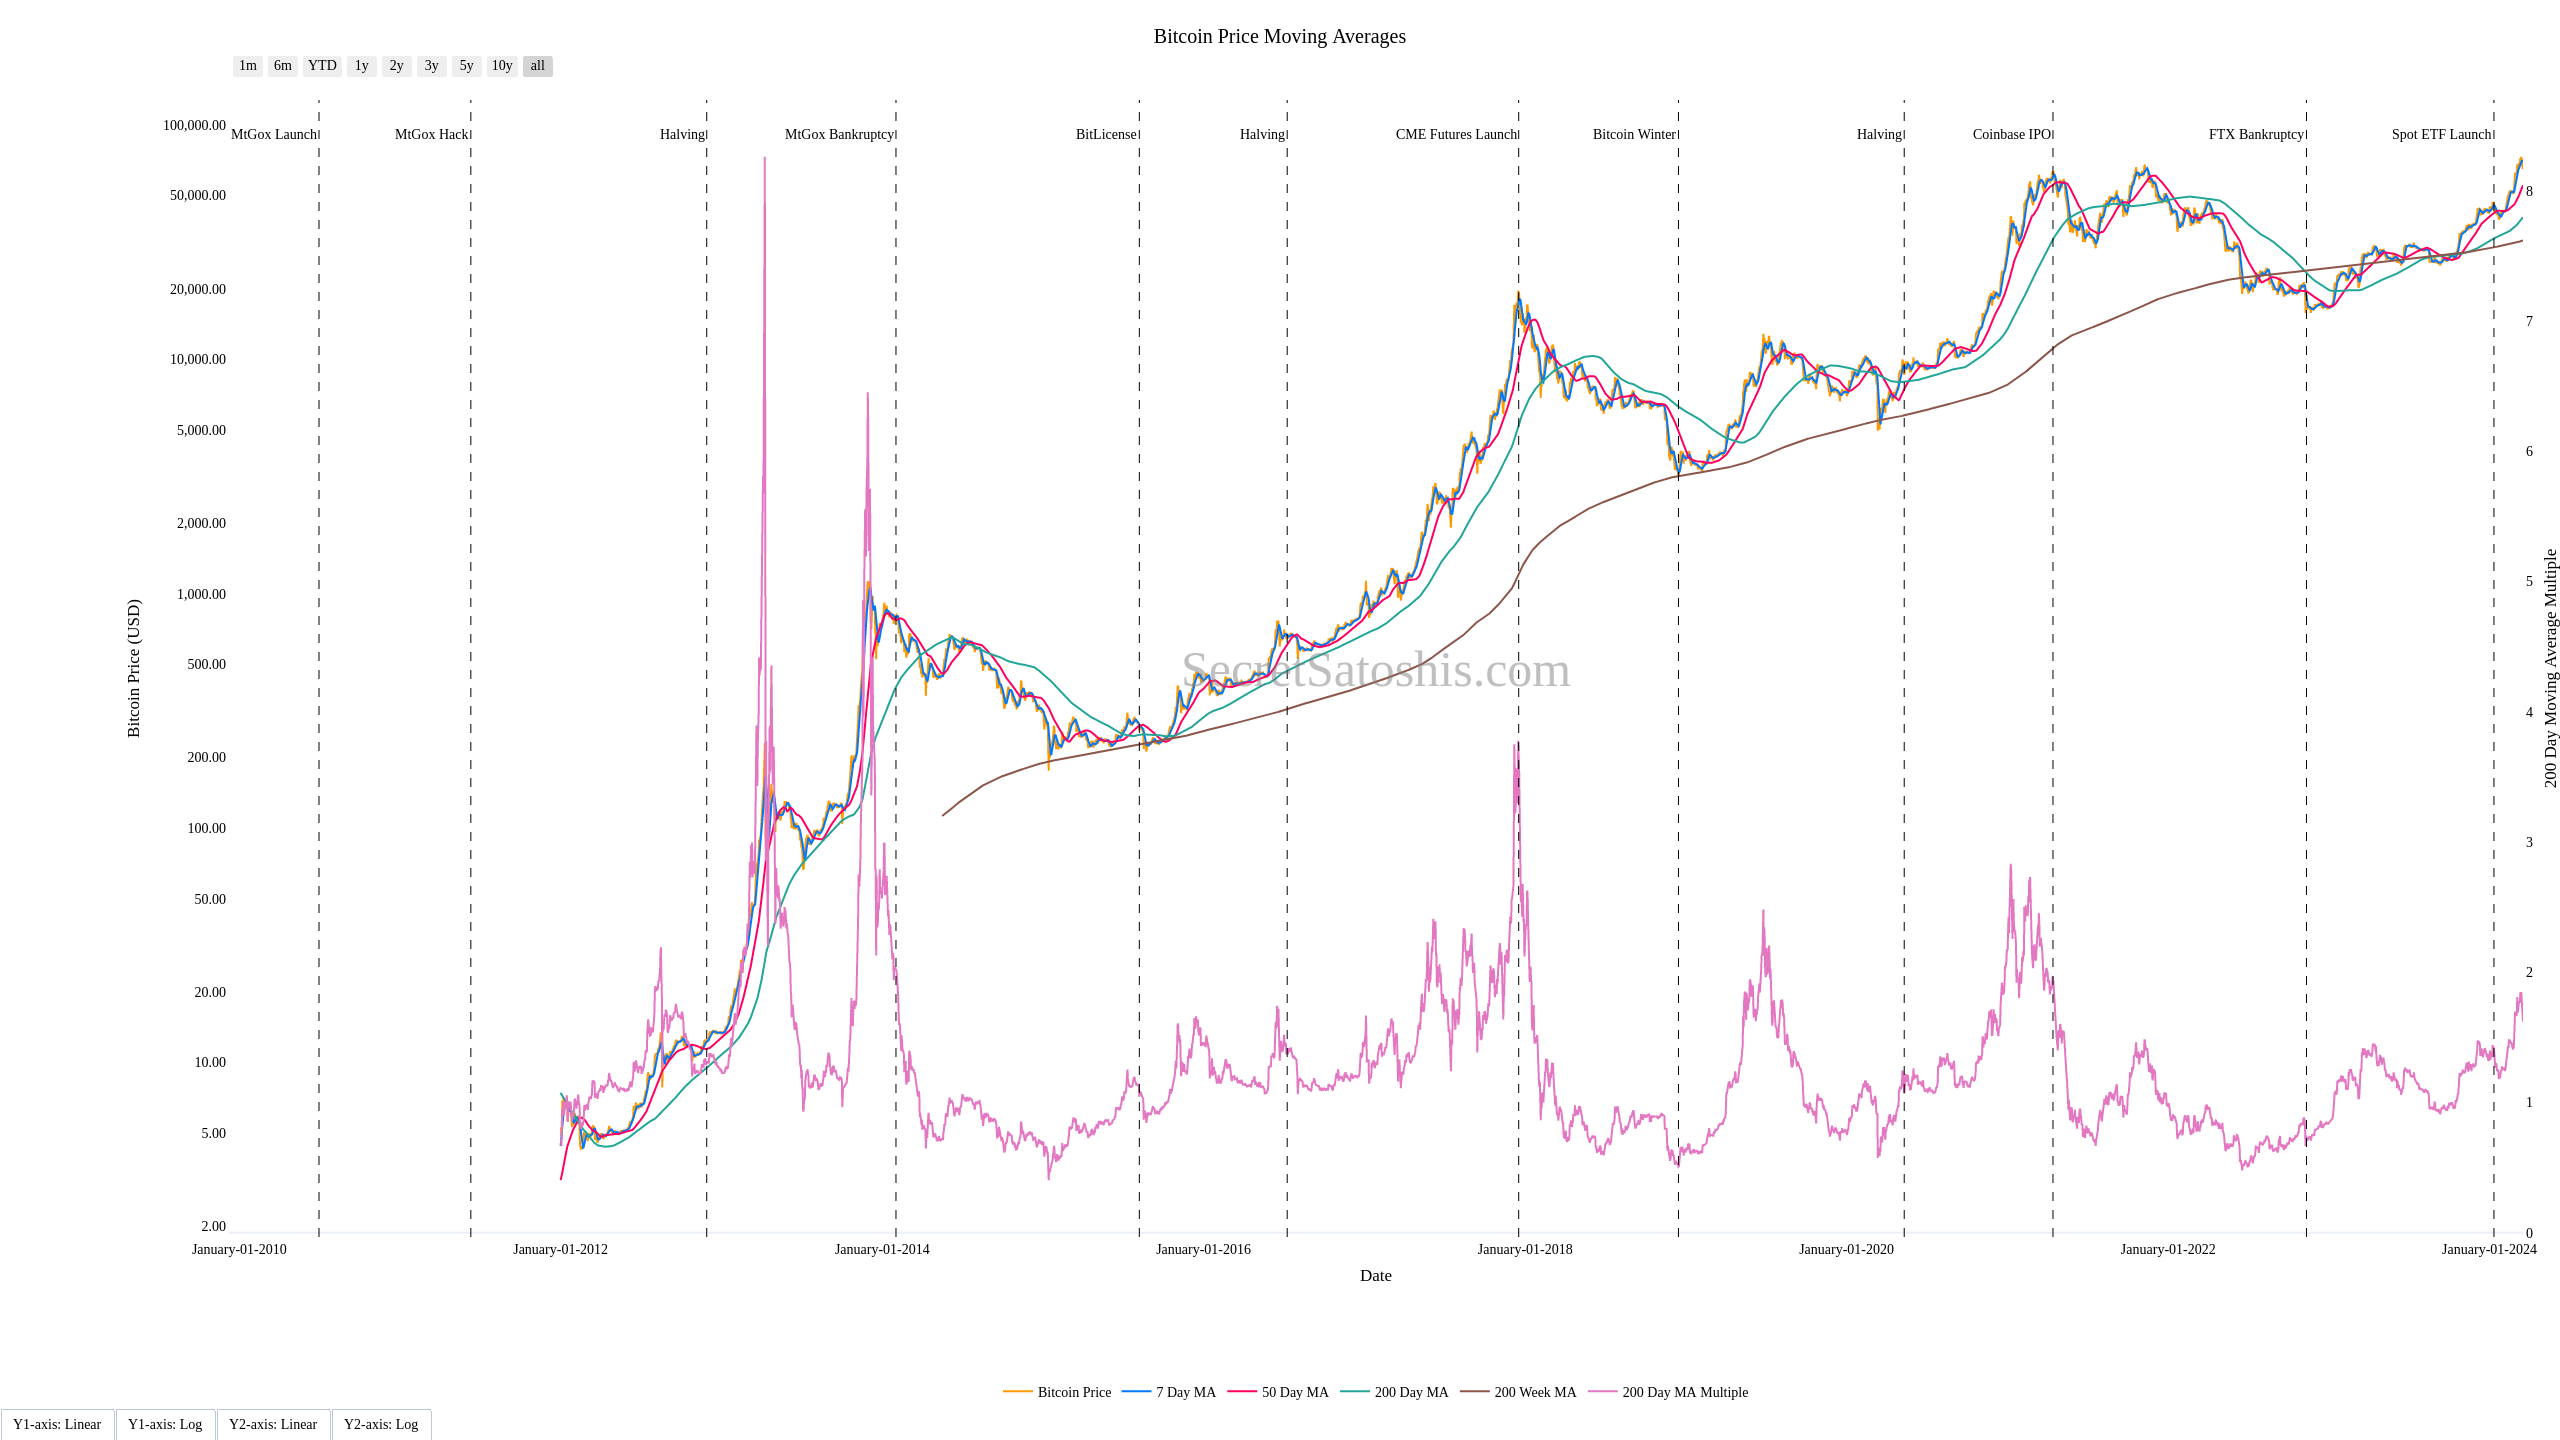 Bitcoin Price Moving Averages
1m 6m YTD 1y 2y 3y 5y 10y all
100,000.00
MtGox Launch MtGox Hack Halving MtGox Bankruptcy BitLicense Halving CME Futures Launch Bitcoin Winter Halving Coinbase IPO FTX Bankruptcy Spot ETF Launch
50,000.00
20,000.00
10,000.00
5,000.00
2,000.00
1,000.00
500.00
200.00
100.00
50.00
20.00
10.00
5.00
2.00
Bitcoin Price (USD)
SecretSatoshis.com
8
7
6
5
4
3
2
1
0
200 Day Moving Average Multiple
January-01-2010 January-01-2012 January-01-2014 January-01-2016 January-01-2018 January-01-2020 January-01-2022 January-01-2024
Date
Bitcoin Price 7 Day MA 50 Day MA 200 Day MA 200 Week MA 200 Day MA Multiple
Y1-axis: Linear Y1-axis: Log Y2-axis: Linear Y2-axis: Log